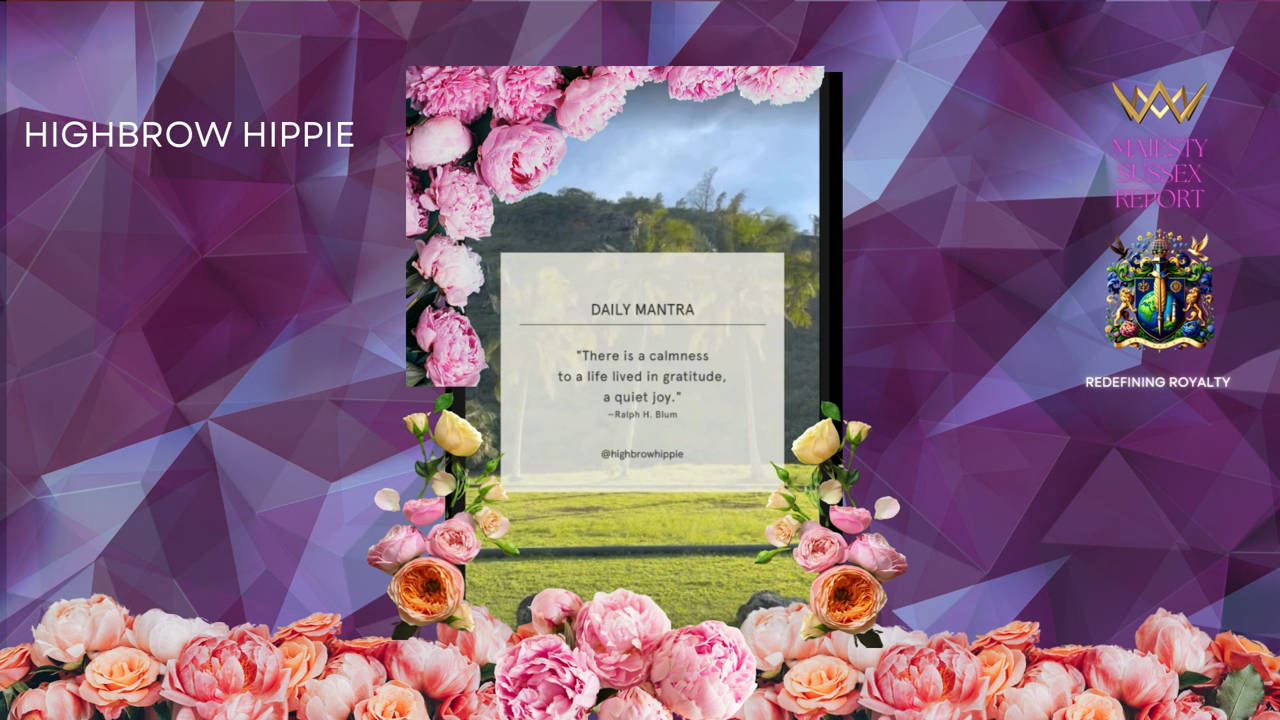 HIGHBROW HIPPIE
MAJESTY
SUSSEX
REPORT
REDEFINING ROYALTY
DAILY MANTRA
"There is a calmness
to a life lived in gratitude,
a quiet joy."
—Ralph H. Blum
@highbrowhippie